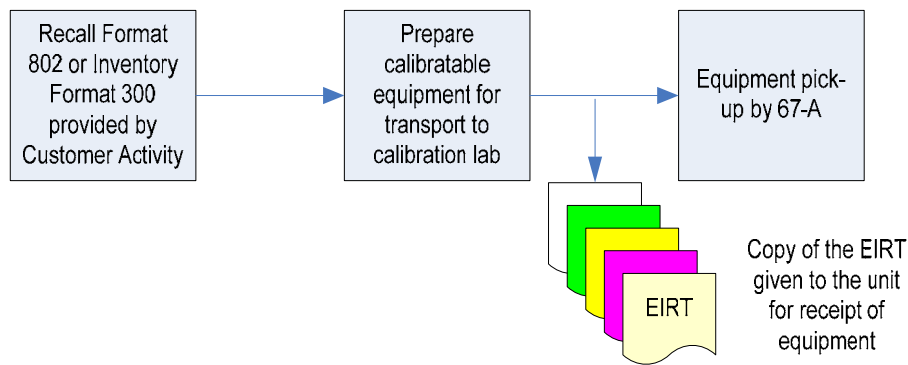 Recall Format
802 or Inventory
Format 300
provided by
Customer Activity
Prepare
calibratable
equipment for
transport to
calibration lab
Equipment pick-
up by 67-A
EIRT
Copy of the EIRT
given to the unit
for receipt of
equipment